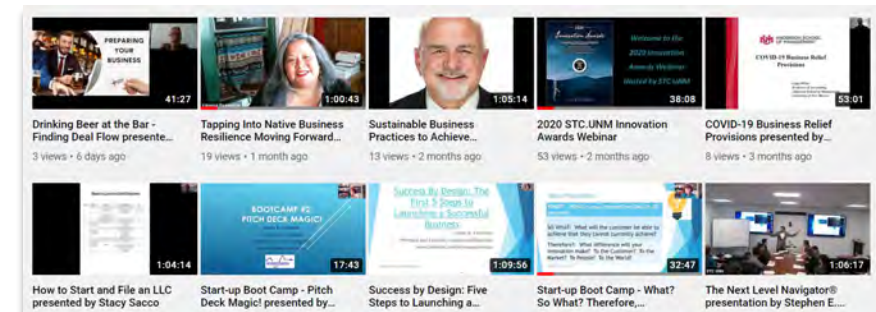 PREPARING
YOUR
BUSINESS
41:27
1:00:43
1:05:14
Innovation Awards
Welcome to the
2020 Innovation
Awards Webinar
Hosted by STC.UNM
38:08
ANDERSON SCHOOL
OF MANAGEMENT
COVID-19 Business Relief
Provisions
53:01
Drinking Beer at the Bar -
Finding Deal Flow presente...
3 views • 6 days ago
Tapping Into Native Business
Resilience Moving Forward...
19 views • 1 month ago
Sustainable Business
Practices to Achieve...
13 views • 2 months ago
2020 STC.UNM Innovation
Awards Webinar
53 views • 2 months ago
COVID-19 Business Relief
Provisions presented by...
8 views • 3 months ago
1:04:14
BOOTCAMP #2:
PITCH DECK MAGIC!
17:43
Success By Design: The
First 5 Steps to
Launching a Successful
Business
1:09:56
SO WHAT? What will the customer be able to
achieve that they cannot currently achieve?
Therefore? What difference will your
innovation make? To the Customer? To the
Market? To People? To the World?
32:47
1:06:17
How to Start and File an LLC
presented by Stacy Sacco
Start-up Boot Camp - Pitch
Deck Magic! presented by...
Success by Design: Five
Steps to Launching a...
Start-up Boot Camp - What?
So What? Therefore,...
The Next Level Navigator®
presentation by Stephen E....